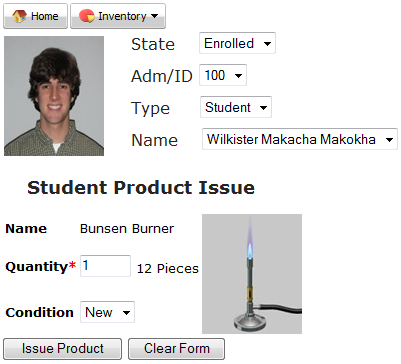 Home Inventory
State Enrolled
Adm/ID 100
Type Student
Name Wilkister Makacha Makokha
Student Product Issue
Name Bunsen Burner
Quantity* 1 12 Pieces
Condition New
Issue Product Clear Form